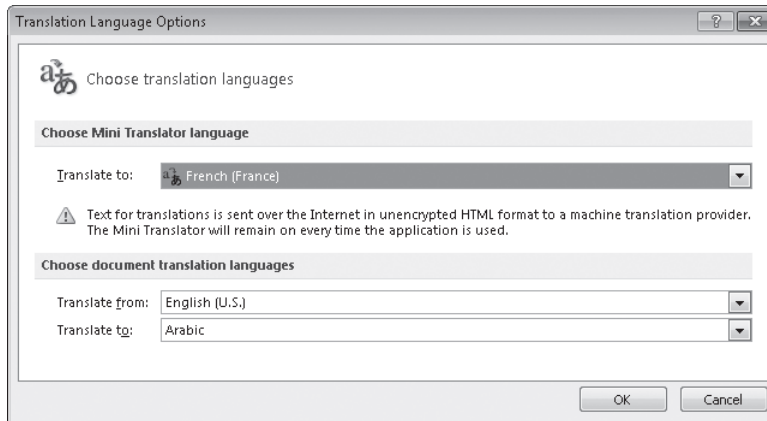 Translation Language Options
Choose translation languages
Choose Mini Translator language
Translate to: French (France)
Text for translations is sent over the Internet in unencrypted HTML format to a machine translation provider.
The Mini Translator will remain on every time the application is used.
Choose document translation languages
Translate from: English (U.S.)
Translate to: Arabic
OK Cancel